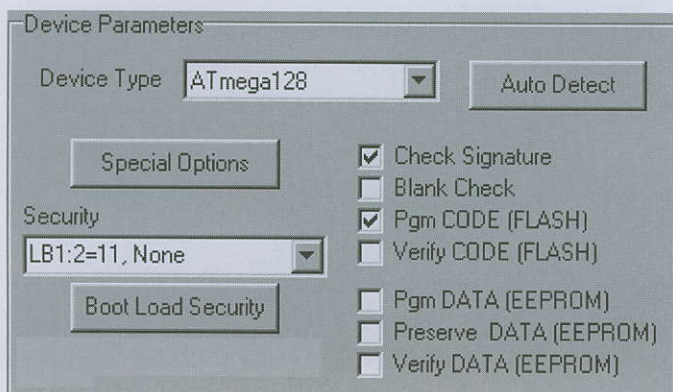 Device Parameters
Device Type ATmega128 Auto Detect
Special Options
Security
LB1:2=11, None
Boot Load Security
Check Signature
Blank Check
Pgm CODE (FLASH)
Verify CODE (FLASH)
Pgm DATA (EEPROM)
Preserve DATA (EEPROM)
Verify DATA (EEPROM)